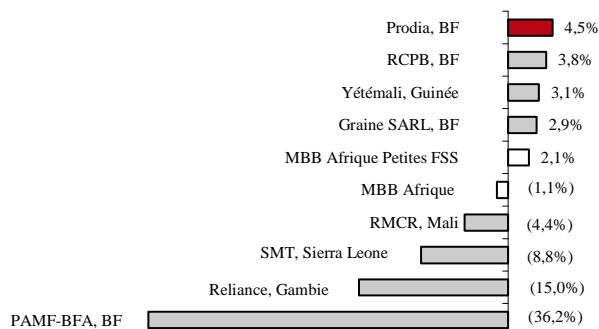 Prodia, BF 4,5%
RCPB, BF 3,8%
Yétémali, Guinée 3,1%
Graine SARL, BF 2,9%
MBB Afrique Petites FSS 2,1%
MBB Afrique (1,1%)
RMCR, Mali (4,4%)
SMT, Sierra Leone (8,8%)
Reliance, Gambie (15,0%)
PAMF-BFA, BF (36,2%)